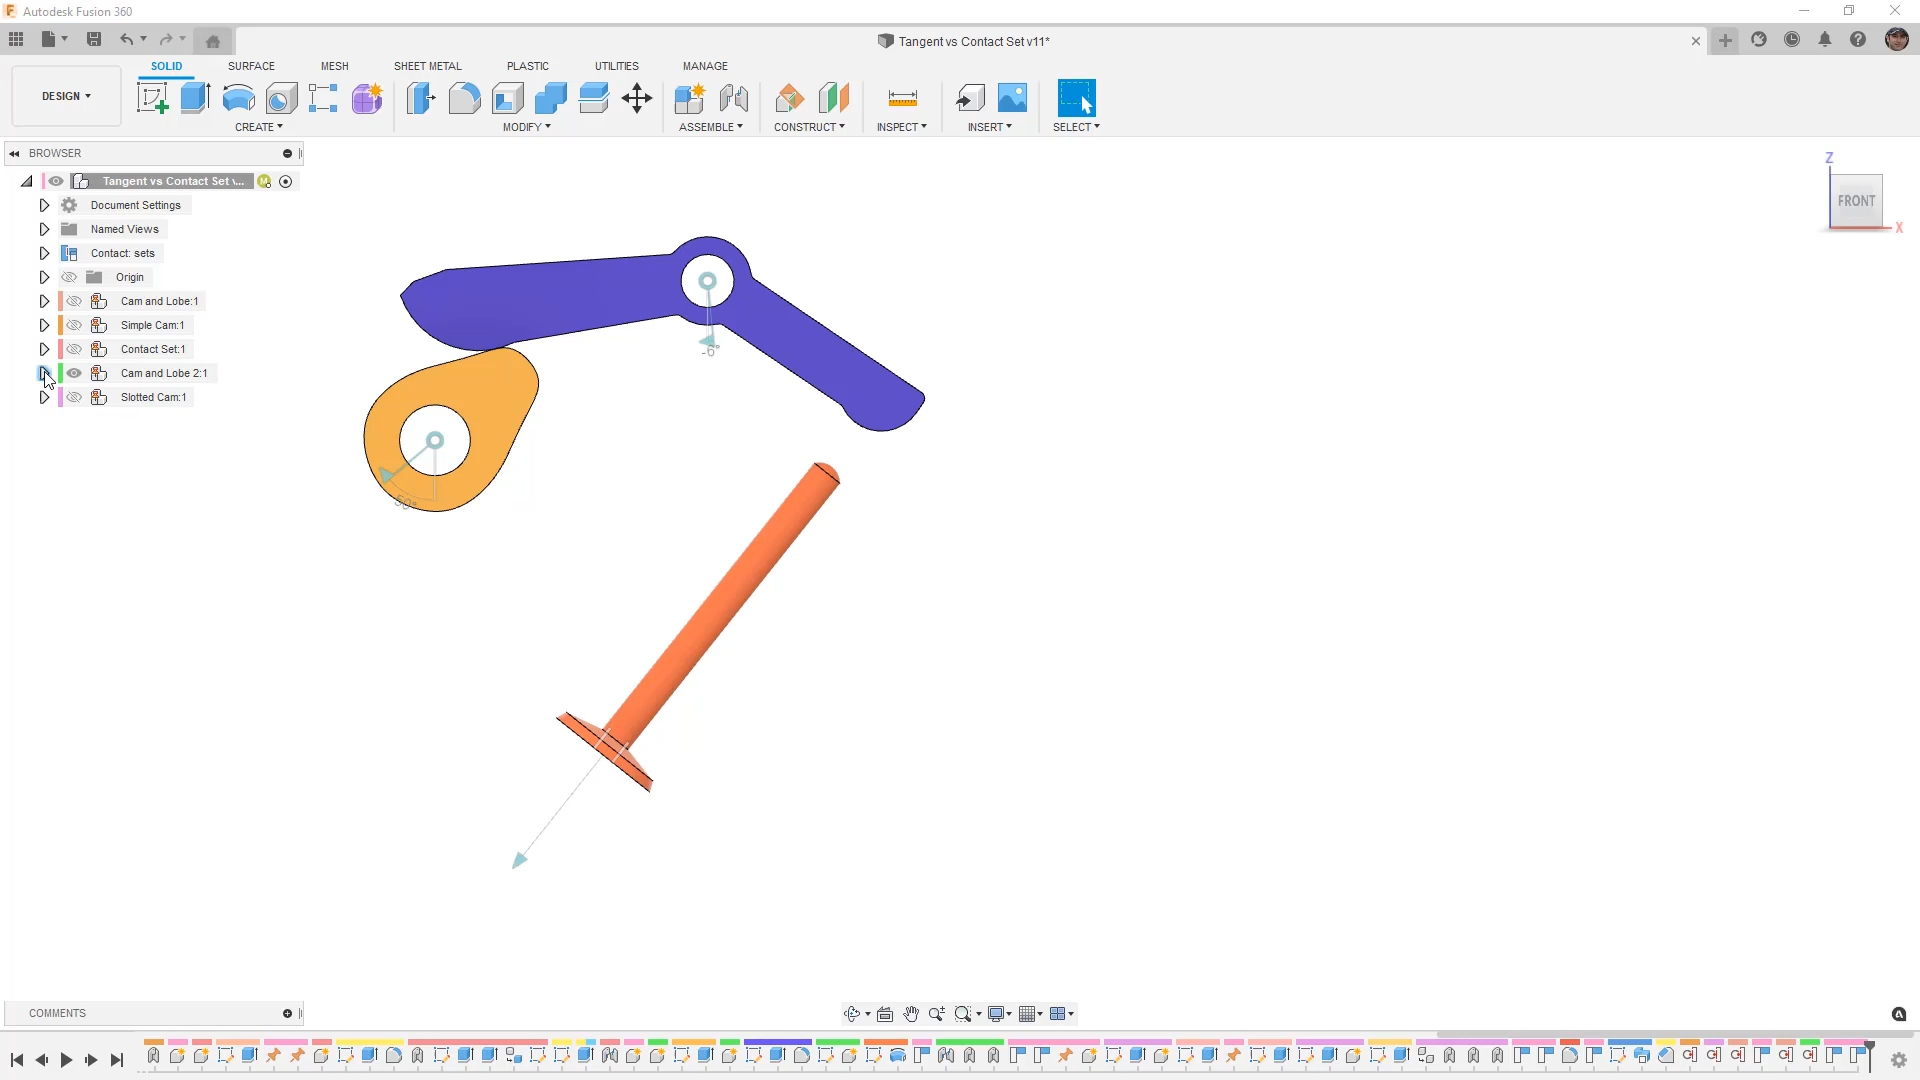 Autodesk Fusion 360
Tangent vs Contact Set v11*
SOLID SURFACE MESH SHEET METAL PLASTIC UTILITIES MANAGE
DESIGN
CREATE MODIFY ASSEMBLE CONSTRUCT INSPECT INSERT SELECT
BROWSER
Tangent vs Contact Set v...
Document Settings
Named Views
Contact: sets
Origin
Cam and Lobe:1
Simple Cam:1
Contact Set:1
Cam and Lobe 2:1
Slotted Cam:1
Z
FRONT
X
-6°
50°
COMMENTS